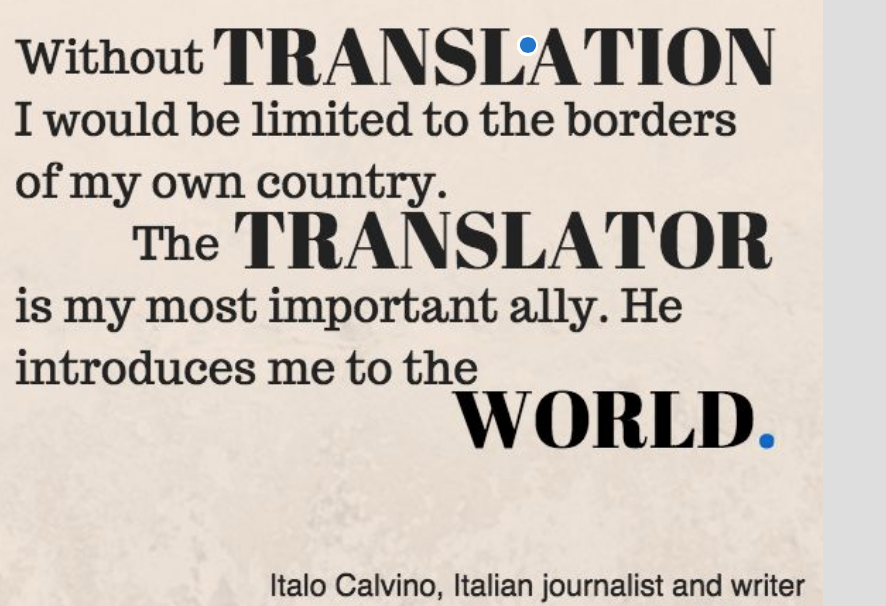 Without TRANSLATION
I would be limited to the borders
of my own country.
The TRANSLATOR
is my most important ally. He
introduces me to the
WORLD.
Italo Calvino, Italian journalist and writer